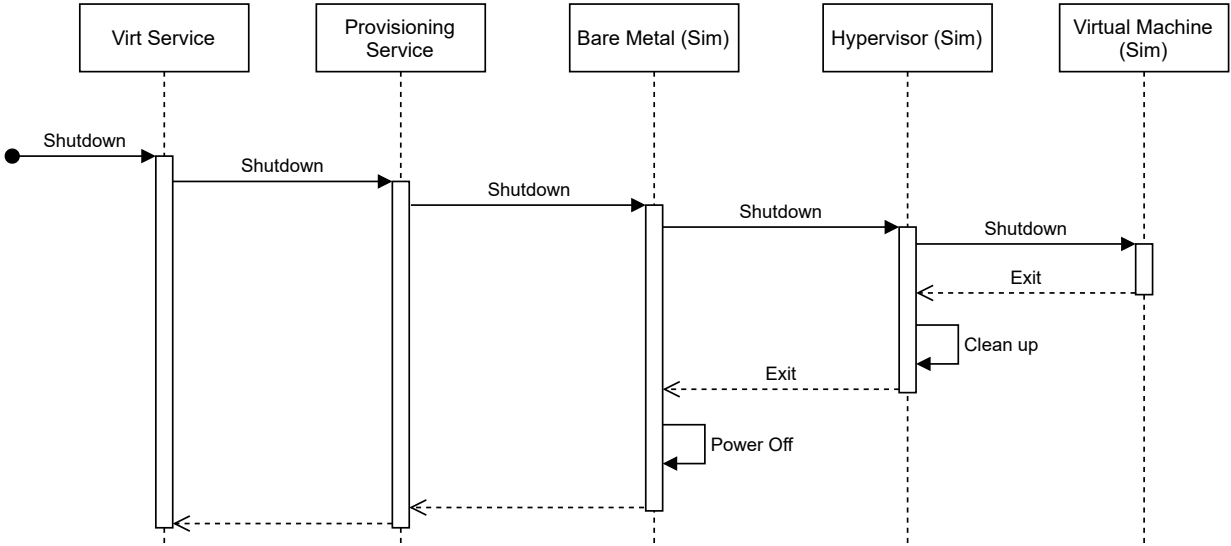 Virt Service
Provisioning
Service
Bare Metal (Sim)
Hypervisor (Sim)
Virtual Machine
(Sim)
Shutdown
Shutdown
Shutdown
Shutdown
Shutdown
Exit
Clean up
Exit
Power Off